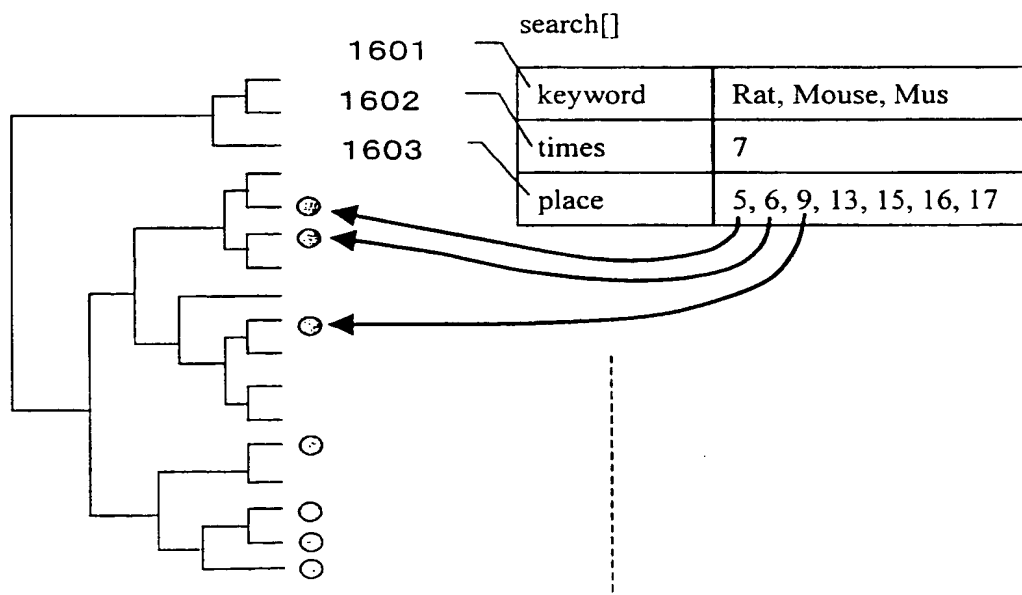 search[]
1601
keyword Rat, Mouse, Mus
1602
times 7
1603
place 5, 6, 9, 13, 15, 16, 17